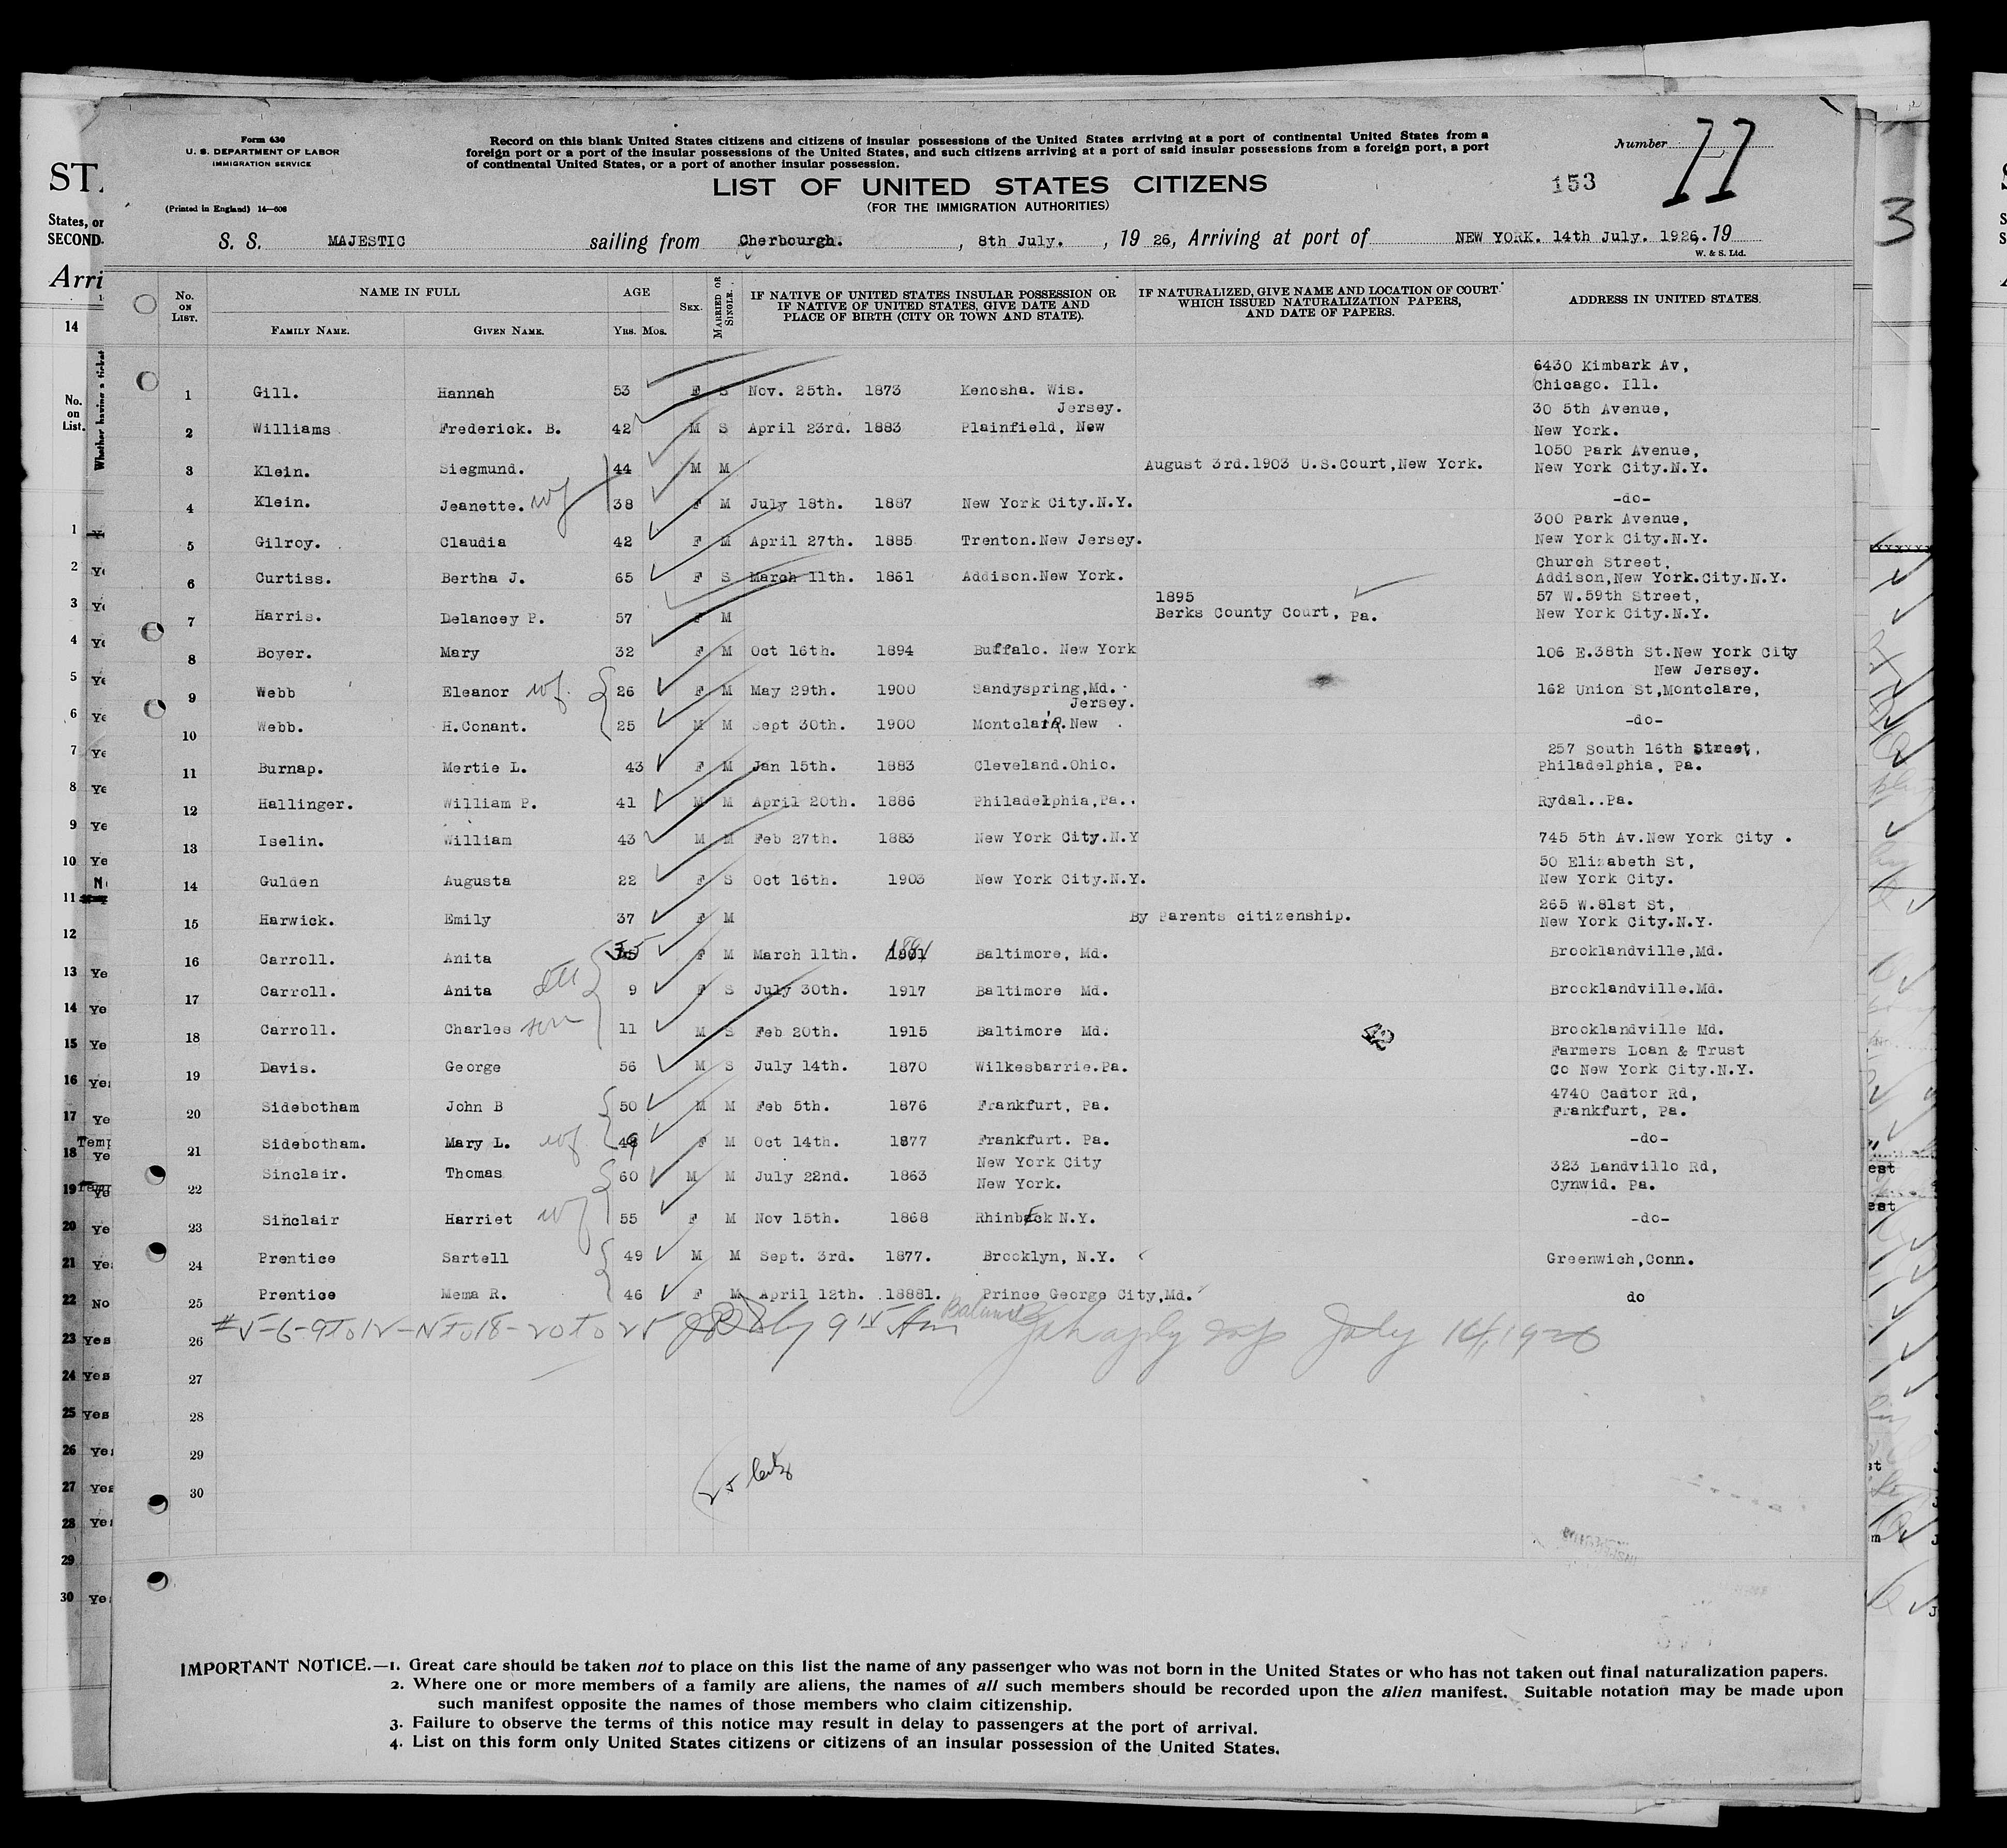 Form 630
U. S. DEPARTMENT OF LABOR
IMMIGRATION SERVICE
(Printed in England) 14—608
Record on this blank United States citizens and citizens of insular possessions of the United States arriving at a port of continental United States from a
foreign port or a port of the insular possessions of the United States, and such citizens arriving at a port of said insular possessions from a foreign port, a port
of continental United States, or a port of another insular possession.
Number 11
LIST OF UNITED STATES CITIZENS
153
(FOR THE IMMIGRATION AUTHORITIES)
S. S. MAJESTIC sailing from Cherbourgh. , 8th July. , 19 26, Arriving at port of NEW YORK. 14th July. 1926. 19
W. & S. Ltd.
No. ON LIST. NAME IN FULL FAMILY NAME. GIVEN NAME. AGE YRS. MOS. SEX. MARRIED OR SINGLE. IF NATIVE OF UNITED STATES INSULAR POSSESSION OR IF NATIVE OF UNITED STATES, GIVE DATE AND PLACE OF BIRTH (CITY OR TOWN AND STATE). IF NATURALIZED, GIVE NAME AND LOCATION OF COURT WHICH ISSUED NATURALIZATION PAPERS, AND DATE OF PAPERS. ADDRESS IN UNITED STATES.
1 Gill. Hannah 53 F S Nov. 25th. 1873 Kenosha. Wis. 6430 Kimbark Av, Chicago. Ill.
2 Williams Frederick. B. 42 M S April 23rd. 1883 Plainfield, New Jersey. 30 5th Avenue, New York.
3 Klein. Siegmund. 44 M M August 3rd.1903 U.S.Court,New York. 1050 Park Avenue, New York City.N.Y.
4 Klein. Jeanette. wf 38 F M July 18th. 1887 New York City.N.Y. -do-
5 Gilroy. Claudia 42 F M April 27th. 1885 Trenton.New Jersey. 300 Park Avenue, New York City.N.Y.
6 Curtiss. Bertha J. 65 F S March 11th. 1861 Addison.New York. Church Street, Addison,New York.City.N.Y.
7 Harris. Delancey P. 57 F M 1895 Berks County Court, Pa. 57 W.59th Street, New York City.N.Y.
8 Boyer. Mary 32 F M Oct 16th. 1894 Buffalo. New York 106 E.38th St.New York City
9 Webb Eleanor wf. 26 F M May 29th. 1900 Sandyspring,Md. 162 Union St,Montclare, New Jersey.
10 Webb. H.Conant. 25 M M Sept 30th. 1900 Montclair.New Jersey. -do-
11 Burnap. Mertie L. 43 F M Jan 15th. 1883 Cleveland.Ohio. 257 South 16th Street, Philadelphia, Pa.
12 Hallinger. William P. 41 M M April 20th. 1886 Philadelphia,Pa.. Rydal..Pa.
13 Iselin. William 43 M M Feb 27th. 1883 New York City.N.Y 745 5th Av.New York City .
14 Gulden Augusta 22 F S Oct 16th. 1903 New York City.N.Y. 50 Elizabeth St, New York City.
15 Harwick. Emily 37 F M By Parents citizenship. 265 W.81st St, New York City.N.Y.
16 Carroll. Anita 35 F M March 11th. 1891 Baltimore, Md. Brocklandville,Md.
17 Carroll. Anita 9 F S July 30th. 1917 Baltimore Md. Brocklandville.Md.
18 Carroll. Charles son 11 M S Feb 20th. 1915 Baltimore Md. Brocklandville Md.
19 Davis. George 56 M S July 14th. 1870 Wilkesbarrie.Pa. Farmers Loan & Trust Co New York City.N.Y.
20 Sidebotham John B 50 M M Feb 5th. 1876 Frankfurt, Pa. 4740 Castor Rd, Frankfurt, Pa.
21 Sidebotham. Mary L. wf 49 F M Oct 14th. 1877 Frankfurt. Pa. -do-
22 Sinclair. Thomas 60 M M July 22nd. 1863 New York City New York. 323 Landvillo Rd, Cynwid. Pa.
23 Sinclair Harriet wf 55 F M Nov 15th. 1868 Rhinbeck N.Y. -do-
24 Prentice Sartell 49 M M Sept. 3rd. 1877. Brooklyn, N.Y. Greenwich,Conn.
25 Prentice Mema R. 46 F M April 12th. 18881. Prince George City,Md. do
#5-6-9 to 12-15 to 18-20 to 25
July 14, 1926
26
27
28
29
30
IMPORTANT NOTICE.—1. Great care should be taken not to place on this list the name of any passenger who was not born in the United States or who has not taken out final naturalization papers.
2. Where one or more members of a family are aliens, the names of all such members should be recorded upon the alien manifest. Suitable notation may be made upon
such manifest opposite the names of those members who claim citizenship.
3. Failure to observe the terms of this notice may result in delay to passengers at the port of arrival.
4. List on this form only United States citizens or citizens of an insular possession of the United States.